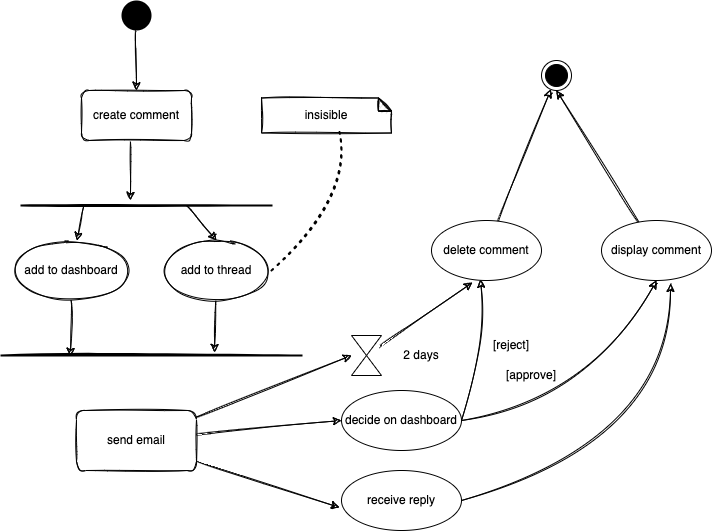 create comment
insisible
add to dashboard
add to thread
delete comment
display comment
[reject]
2 days
[approve]
decide on dashboard
send email
receive reply